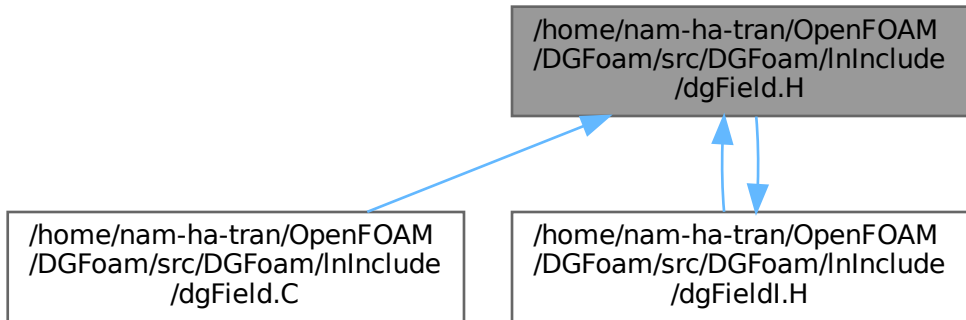 /home/nam-ha-tran/OpenFOAM
/DGFoam/src/DGFoam/lnInclude
/dgField.H
/home/nam-ha-tran/OpenFOAM
/DGFoam/src/DGFoam/lnInclude
/dgField.C
/home/nam-ha-tran/OpenFOAM
/DGFoam/src/DGFoam/lnInclude
/dgFieldI.H